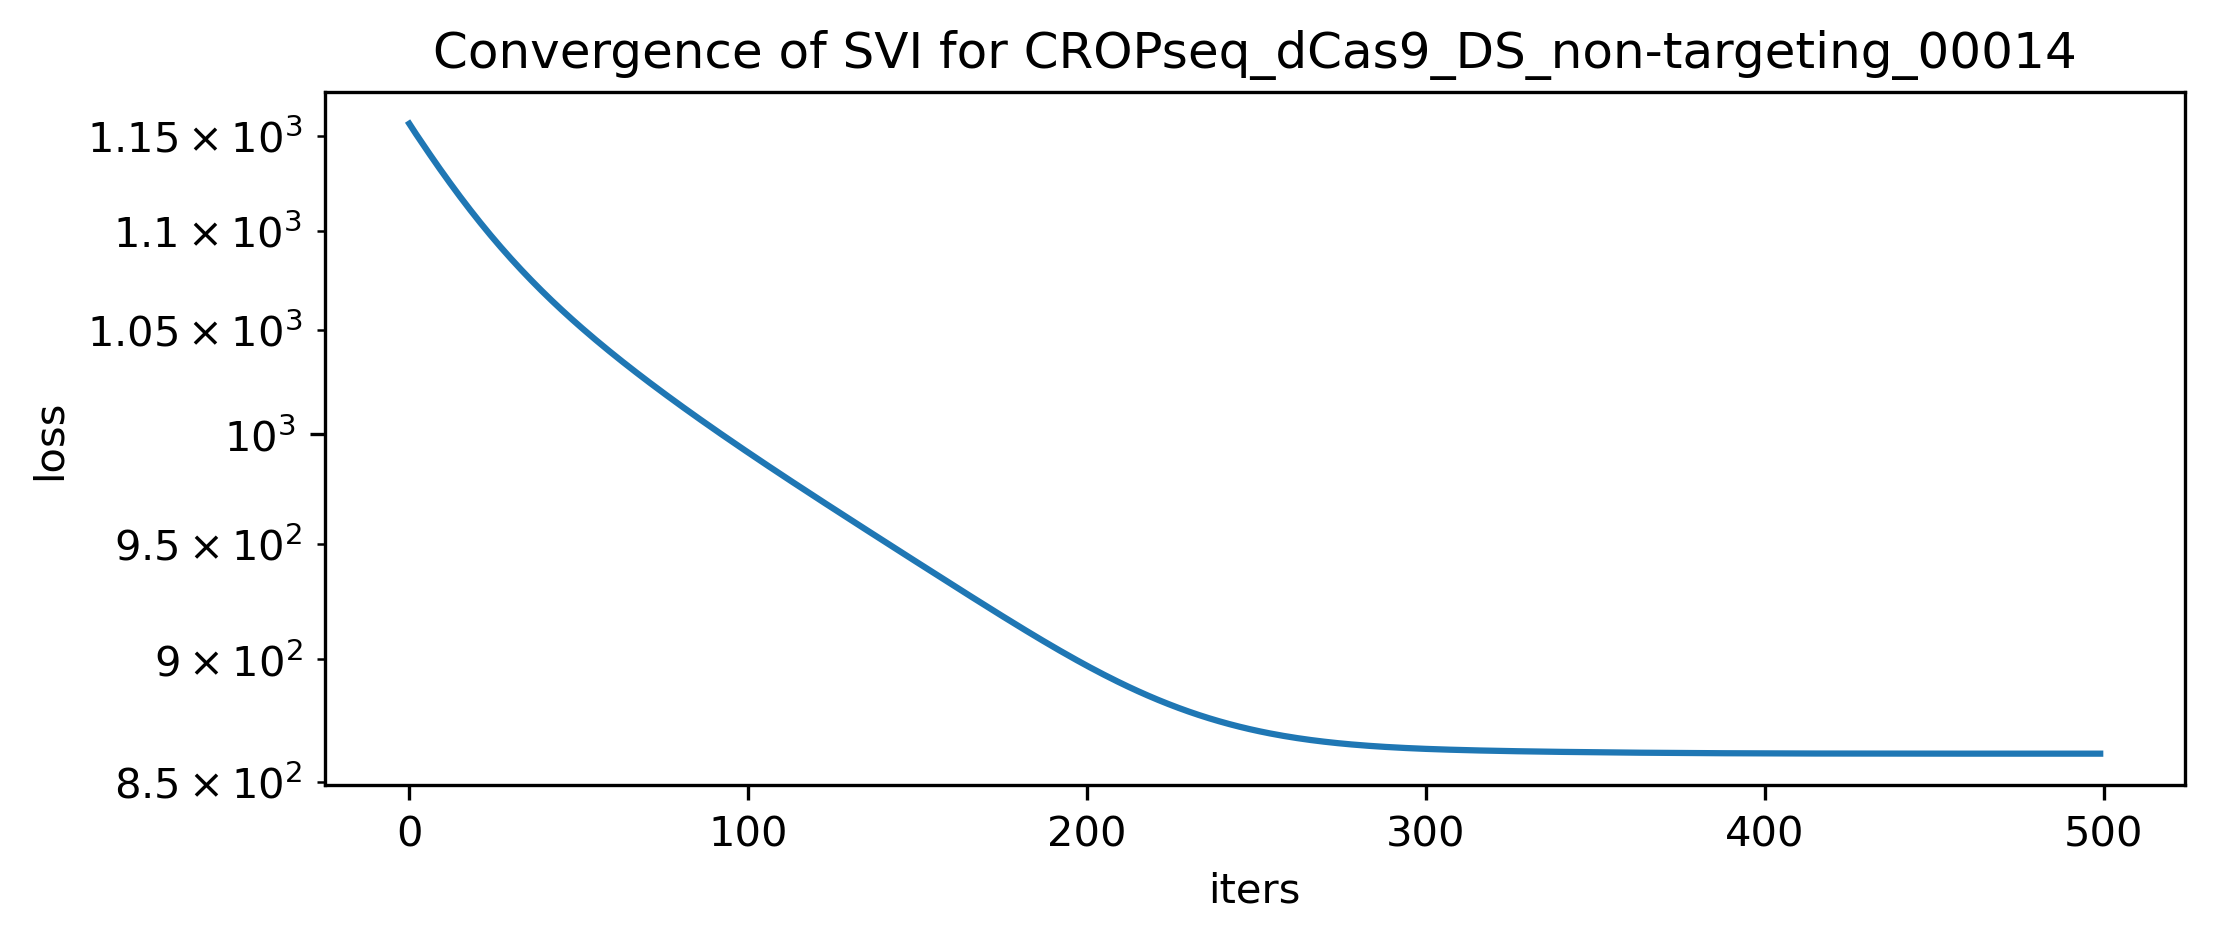 Convergence of SVI for CROPseq_dCas9_DS_non-targeting_00014
1.15 × 10³
1.1 × 10³
1.05 × 10³
10³
9.5 × 10²
9 × 10²
8.5 × 10²
loss
0 100 200 300 400 500
iters